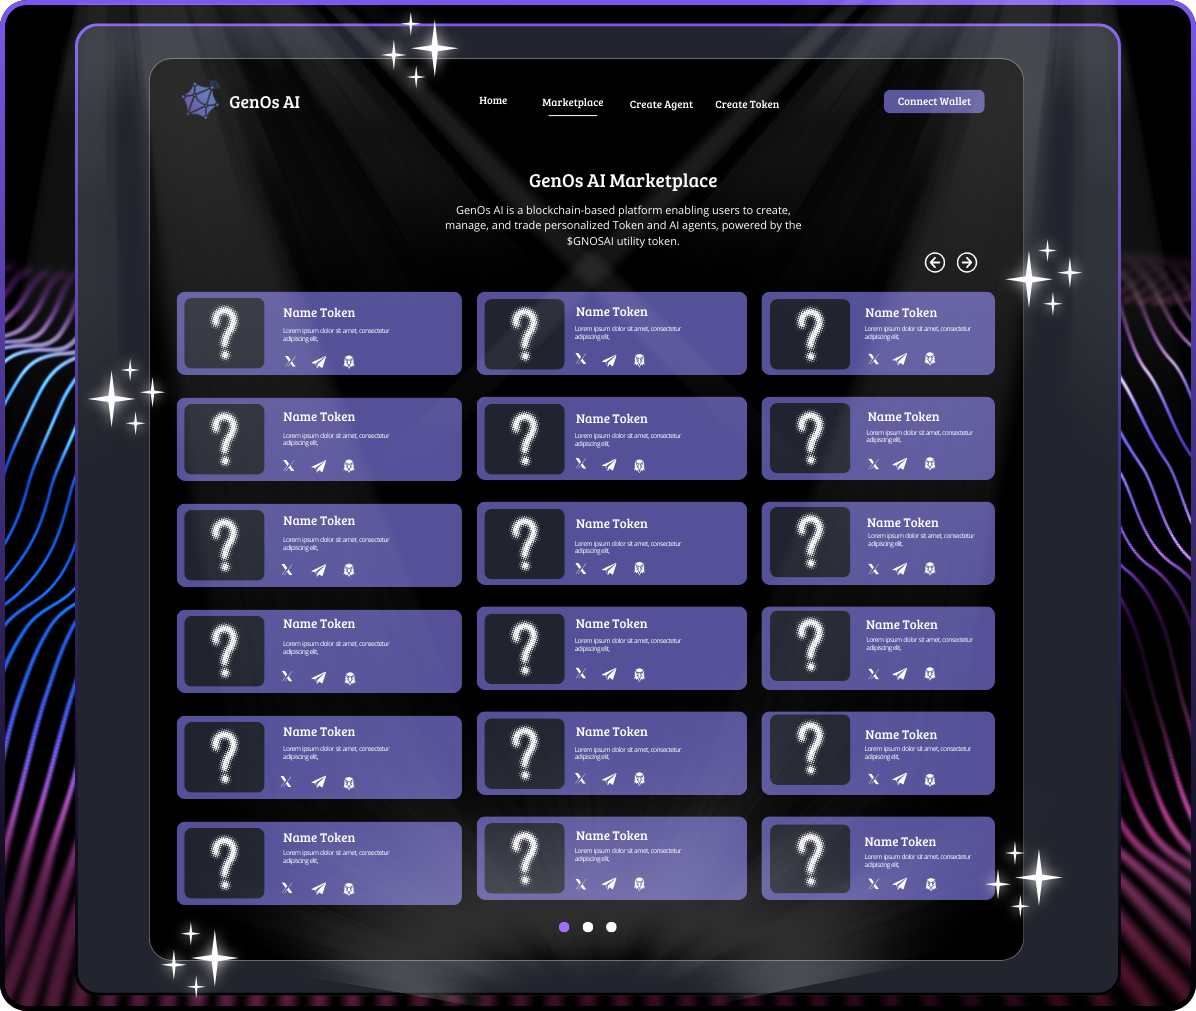 GenOs AI
Home
Marketplace
Create Agent
Create Token
Connect Wallet
GenOs AI Marketplace
GenOs AI is a blockchain-based platform enabling users to create,
manage, and trade personalized Token and AI agents, powered by the
$GNOSAI utility token.
Name Token
Lorem ipsum dolor sit amet, consectetur
adipiscing elit,
Name Token
Lorem ipsum dolor sit amet, consectetur
adipiscing elit,
Name Token
Lorem ipsum dolor sit amet, consectetur
adipiscing elit,
Name Token
Lorem ipsum dolor sit amet, consectetur
adipiscing elit,
Name Token
Lorem ipsum dolor sit amet, consectetur
adipiscing elit,
Name Token
Lorem ipsum dolor sit amet, consectetur
adipiscing elit,
Name Token
Lorem ipsum dolor sit amet, consectetur
adipiscing elit,
Name Token
Lorem ipsum dolor sit amet, consectetur
adipiscing elit,
Name Token
Lorem ipsum dolor sit amet, consectetur
adipiscing elit,
Name Token
Lorem ipsum dolor sit amet, consectetur
adipiscing elit,
Name Token
Lorem ipsum dolor sit amet, consectetur
adipiscing elit,
Name Token
Lorem ipsum dolor sit amet, consectetur
adipiscing elit,
Name Token
Lorem ipsum dolor sit amet, consectetur
adipiscing elit,
Name Token
Lorem ipsum dolor sit amet, consectetur
adipiscing elit,
Name Token
Lorem ipsum dolor sit amet, consectetur
adipiscing elit,
Name Token
Lorem ipsum dolor sit amet, consectetur
adipiscing elit,
Name Token
Lorem ipsum dolor sit amet, consectetur
adipiscing elit,
Name Token
Lorem ipsum dolor sit amet, consectetur
adipiscing elit,